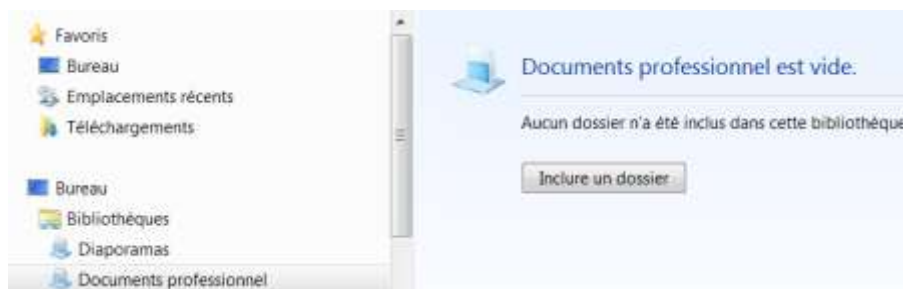 Favoris
Bureau
Emplacements récents
Téléchargements
Bureau
Bibliothèques
Diaporamas
Documents professionnel
Documents professionnel est vide.
Aucun dossier n'a été inclus dans cette bibliothèque
Inclure un dossier